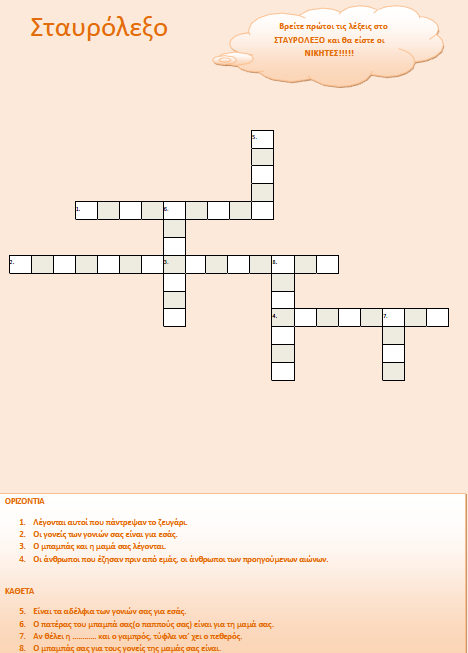 Σταυρόλεξο
Βρείτε πρώτοι τις λέξεις στο
ΣΤΑΥΡΟΛΕΞΟ και θα είστε οι
ΝΙΚΗΤΕΣ!!!!!
5.
1.
6.
2.
3.
8.
4.
7.
ΟΡΙΖΟΝΤΙΑ
1. Λέγονται αυτοί που πάντρεψαν το ζευγάρι.
2. Οι γονείς των γονιών σας είναι για εσάς.
3. Ο μπαμπάς και η μαμά σας λέγονται.
4. Οι άνθρωποι που έζησαν πριν από εμάς, οι άνθρωποι των προηγούμενων αιώνων.
ΚΑΘΕΤΑ
5. Είναι τα αδέλφια των γονιών σας για εσάς.
6. Ο πατέρας του μπαμπά σας(ο παππούς σας) είναι για τη μαμά σας.
7. Αν θέλει η ............ και ο γαμπρός, τύφλα να' χει ο πεθερός.
8. Ο μπαμπάς σας για τους γονείς της μαμάς σας είναι.